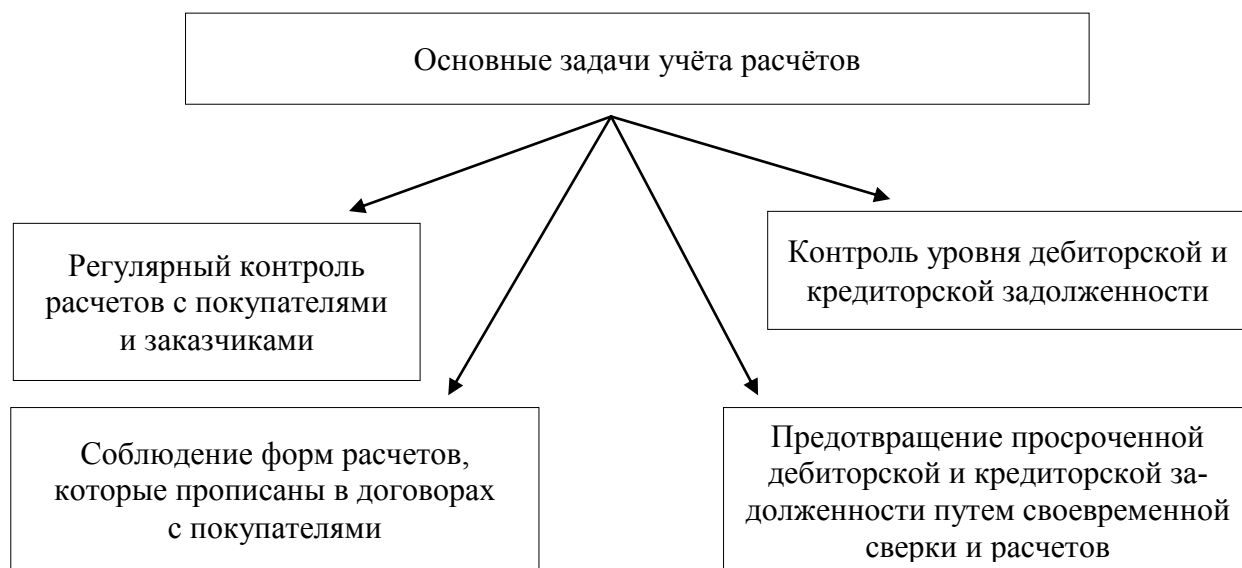 Основные задачи учёта расчётов
Регулярный контроль
расчетов с покупателями
и заказчиками
Контроль уровня дебиторской и
кредиторской задолженности
Соблюдение форм расчетов,
которые прописаны в договорах
с покупателями
Предотвращение просроченной
дебиторской и кредиторской за-
долженности путем своевременной
сверки и расчетов